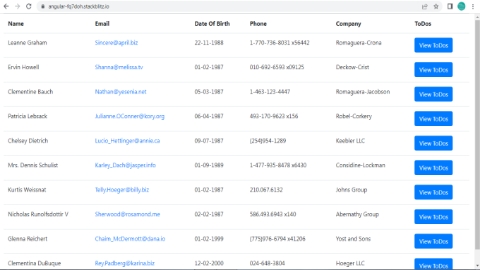 angular-fq7doh.stackblitz.io
Name Email Date Of Birth Phone Company ToDos
Leanne Graham Sincere@april.biz 22-11-1988 1-770-736-8031 x56442 Romaguera-Crona View ToDos
Ervin Howell Shanna@melissa.tv 01-02-1987 010-692-6593 x09125 Deckow-Crist View ToDos
Clementine Bauch Nathan@yesenia.net 05-03-1987 1-463-123-4447 Romaguera-Jacobson View ToDos
Patricia Lebsack Julianne.OConner@kory.org 06-04-1987 493-170-9623 x156 Robel-Corkery View ToDos
Chelsey Dietrich Lucio_Hettinger@annie.ca 09-07-1987 (254)954-1289 Keebler LLC View ToDos
Mrs. Dennis Schulist Karley_Dach@jasper.info 01-09-1989 1-477-935-8478 x6430 Considine-Lockman View ToDos
Kurtis Weissnat Telly.Hoeger@billy.biz 01-02-1987 210.067.6132 Johns Group View ToDos
Nicholas Runolfsdottir V Sherwood@rosamond.me 02-02-1987 586.493.6943 x140 Abernathy Group View ToDos
Glenna Reichert Chaim_McDermott@dana.io 01-02-1999 (775)976-6794 x41206 Yost and Sons View ToDos
Clementina DuBuque Rey.Padberg@karina.biz 12-02-2000 024-648-3804 Hoeger LLC View ToDos